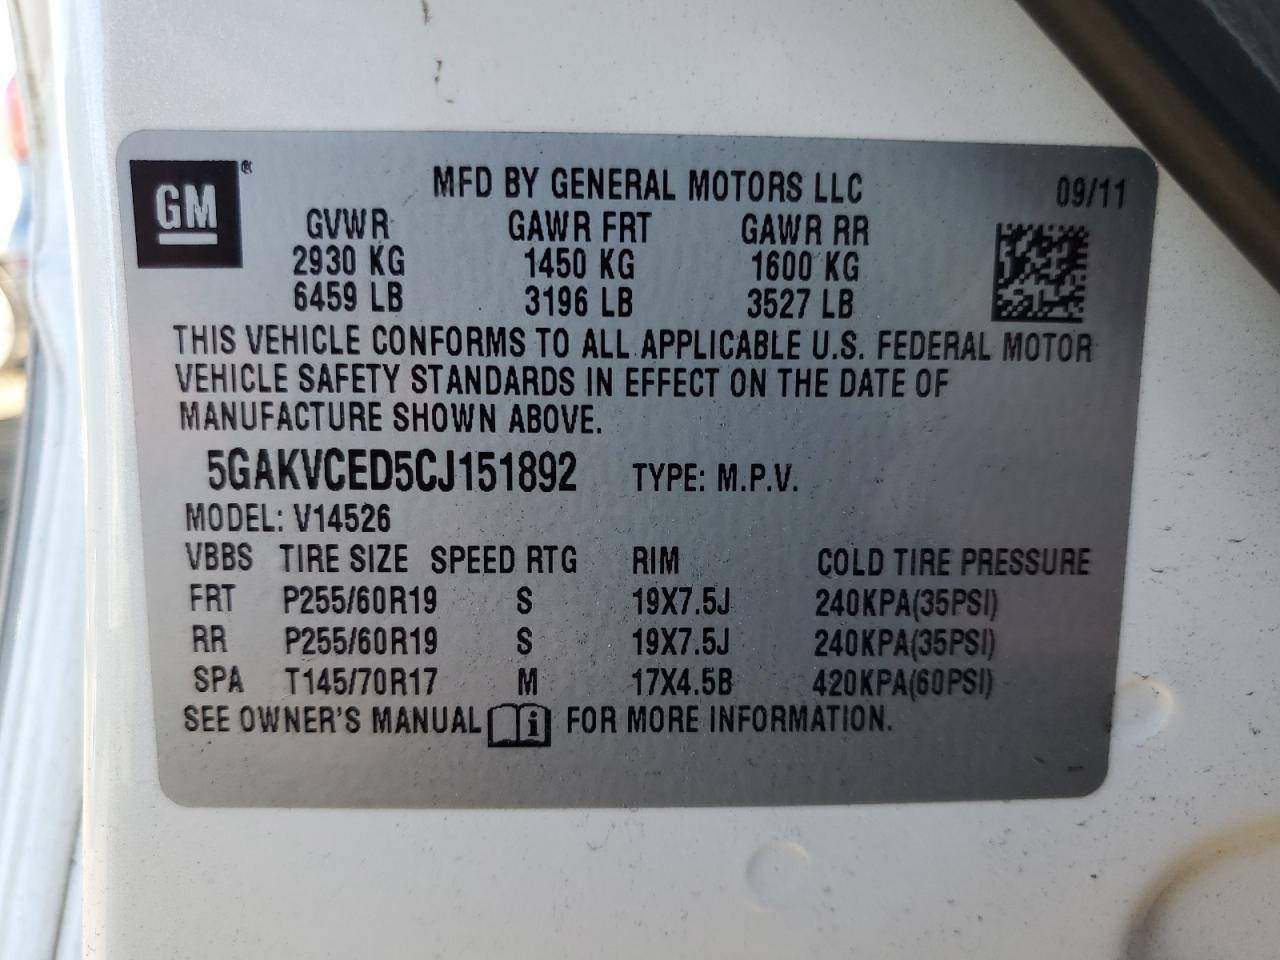 GM ®
MFD BY GENERAL MOTORS LLC 09/11
GVWR GAWR FRT GAWR RR
2930 KG 1450 KG 1600 KG
6459 LB 3196 LB 3527 LB
THIS VEHICLE CONFORMS TO ALL APPLICABLE U.S. FEDERAL MOTOR
VEHICLE SAFETY STANDARDS IN EFFECT ON THE DATE OF
MANUFACTURE SHOWN ABOVE.
5GAKVCED5CJ151892 TYPE: M.P.V.
MODEL: V14526
VBBS TIRE SIZE SPEED RTG RIM COLD TIRE PRESSURE
FRT P255/60R19 S 19X7.5J 240KPA(35PSI)
RR P255/60R19 S 19X7.5J 240KPA(35PSI)
SPA T145/70R17 M 17X4.5B 420KPA(60PSI)
SEE OWNER'S MANUAL i FOR MORE INFORMATION.